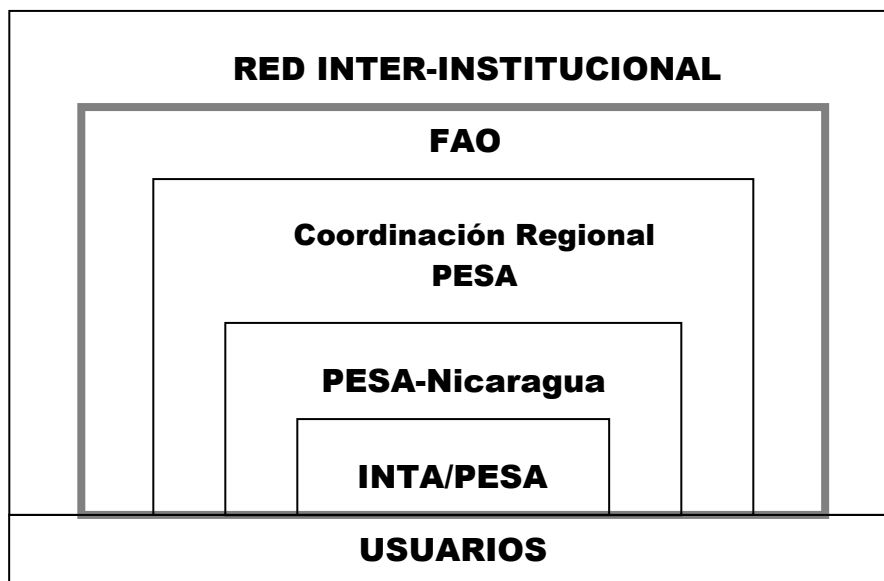 RED INTER-INSTITUCIONAL
FAO
Coordinación Regional
PESA
PESA-Nicaragua
INTA/PESA
USUARIOS